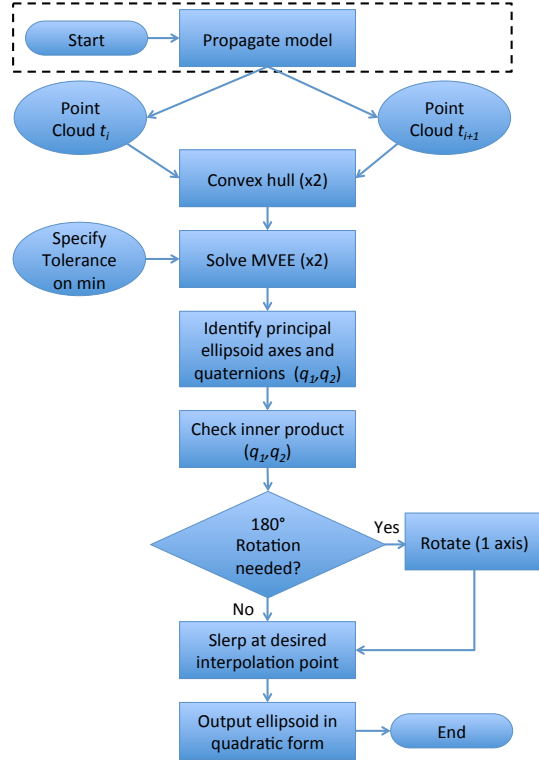 Start
Propagate model
Point
Cloud tᵢ
Point
Cloud tᵢ₊₁
Convex hull (x2)
Specify
Tolerance
on min
Solve MVEE (x2)
Identify principal
ellipsoid axes and
quaternions (q₁,q₂)
Check inner product
(q₁,q₂)
180°
Rotation
needed?
Yes
Rotate (1 axis)
No
Slerp at desired
interpolation point
Output ellipsoid in
quadratic form
End